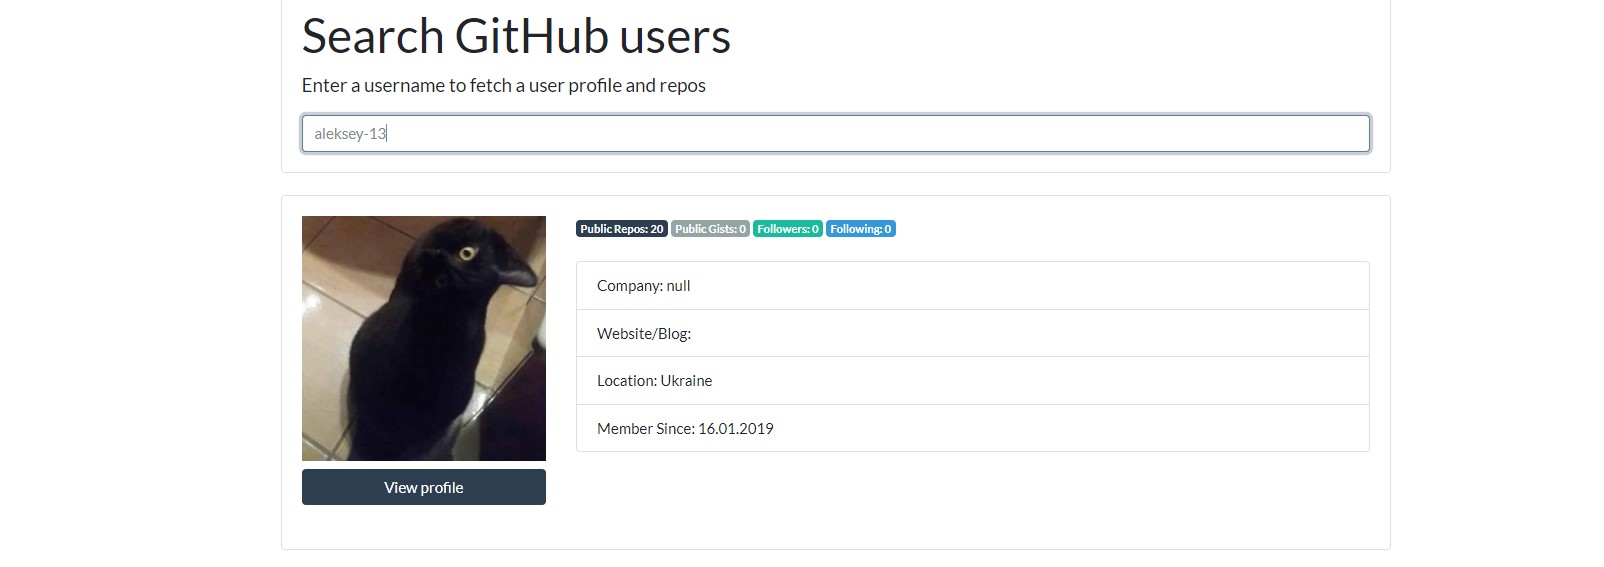 Search GitHub users
Enter a username to fetch a user profile and repos
aleksey-13
Public Repos: 20 Public Gists: 0 Followers: 0 Following: 0
Company: null
Website/Blog:
Location: Ukraine
Member Since: 16.01.2019
View profile